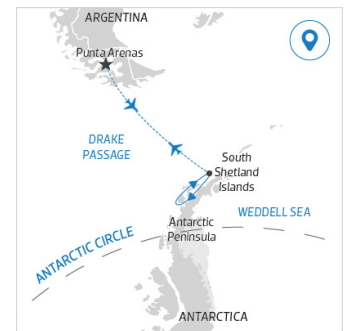 ARGENTINA
Punta Arenas
DRAKE
PASSAGE
South
Shetland
Islands
WEDDELL SEA
Antarctic
Peninsula
ANTARCTIC CIRCLE
ANTARCTICA